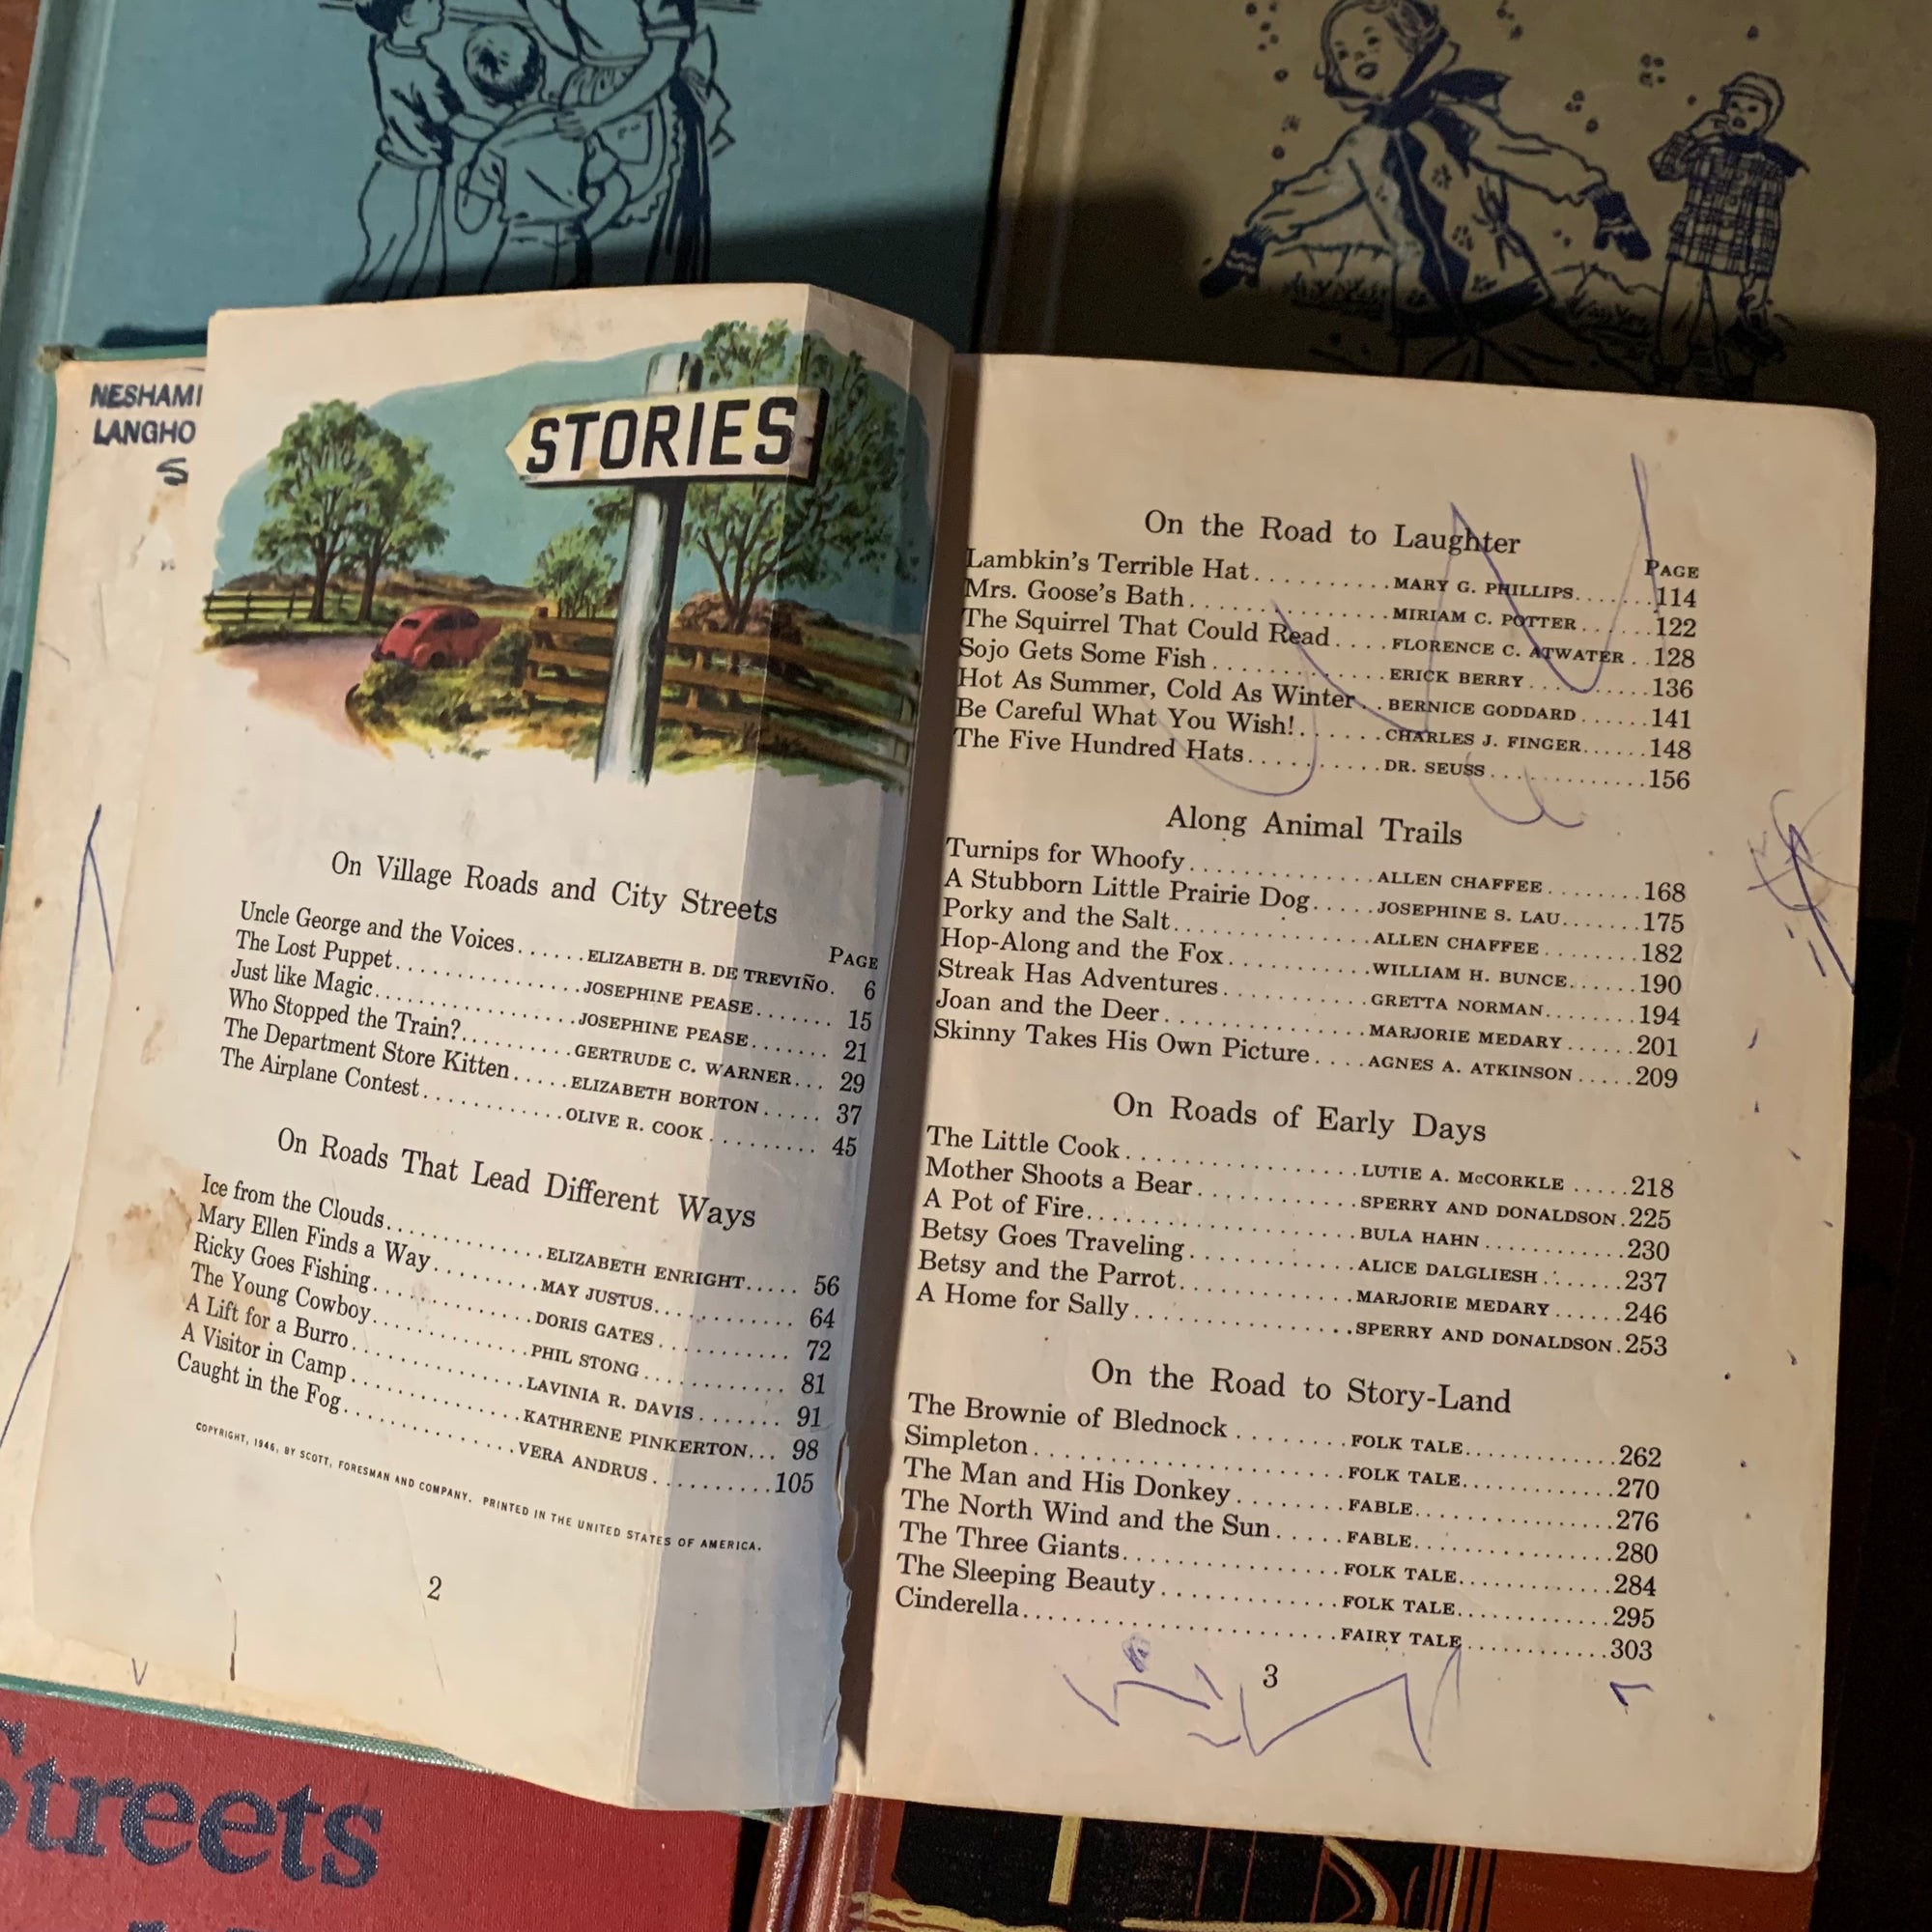 NESHAMI
LANGHO
S
STORIES
On Village Roads and City Streets
PAGE
Uncle George and the Voices......ELIZABETH B. DE TREVIÑO. 6
The Lost Puppet..............JOSEPHINE PEASE....... 15
Just like Magic...............JOSEPHINE PEASE....... 21
Who Stopped the Train?..........GERTRUDE C. WARNER... 29
The Department Store Kitten.....ELIZABETH BORTON..... 37
The Airplane Contest...........OLIVE R. COOK......... 45
On Roads That Lead Different Ways
Ice from the Clouds............ELIZABETH ENRIGHT..... 56
Mary Ellen Finds a Way.........MAY JUSTUS........... 64
Ricky Goes Fishing............DORIS GATES........... 72
The Young Cowboy............PHIL STONG........... 81
A Lift for a Burro..............LAVINIA R. DAVIS....... 91
A Visitor in Camp.............KATHRENE PINKERTON... 98
Caught in the Fog.............VERA ANDRUS.........105
COPYRIGHT, 1946, BY SCOTT, FORESMAN AND COMPANY. PRINTED IN THE UNITED STATES OF AMERICA.
2
On the Road to Laughter
PAGE
Lambkin's Terrible Hat..........MARY G. PHILLIPS.......114
Mrs. Goose's Bath...............MIRIAM C. POTTER......122
The Squirrel That Could Read....FLORENCE C. ATWATER..128
Sojo Gets Some Fish.............ERICK BERRY.........136
Hot As Summer, Cold As Winter..BERNICE GODDARD......141
Be Careful What You Wish!.......CHARLES J. FINGER......148
The Five Hundred Hats..........DR. SEUSS............156
Along Animal Trails
Turnips for Whoofy..............ALLEN CHAFFEE........168
A Stubborn Little Prairie Dog.....JOSEPHINE S. LAU.......175
Porky and the Salt...............ALLEN CHAFFEE........182
Hop-Along and the Fox...........WILLIAM H. BUNCE......190
Streak Has Adventures...........GRETTA NORMAN........194
Joan and the Deer................MARJORIE MEDARY......201
Skinny Takes His Own Picture....AGNES A. ATKINSON.....209
On Roads of Early Days
The Little Cook..................LUTIE A. McCORKLE.....218
Mother Shoots a Bear............SPERRY AND DONALDSON.225
A Pot of Fire.....................BULA HAHN...........230
Betsy Goes Traveling.............ALICE DALGLIESH.......237
Betsy and the Parrot.............MARJORIE MEDARY......246
A Home for Sally.................SPERRY AND DONALDSON.253
On the Road to Story-Land
The Brownie of Blednock........FOLK TALE............262
Simpleton........................FOLK TALE............270
The Man and His Donkey........FABLE................276
The North Wind and the Sun.....FABLE................280
The Three Giants.................FOLK TALE............284
The Sleeping Beauty..............FOLK TALE............295
Cinderella........................FAIRY TALE...........303
3
Streets